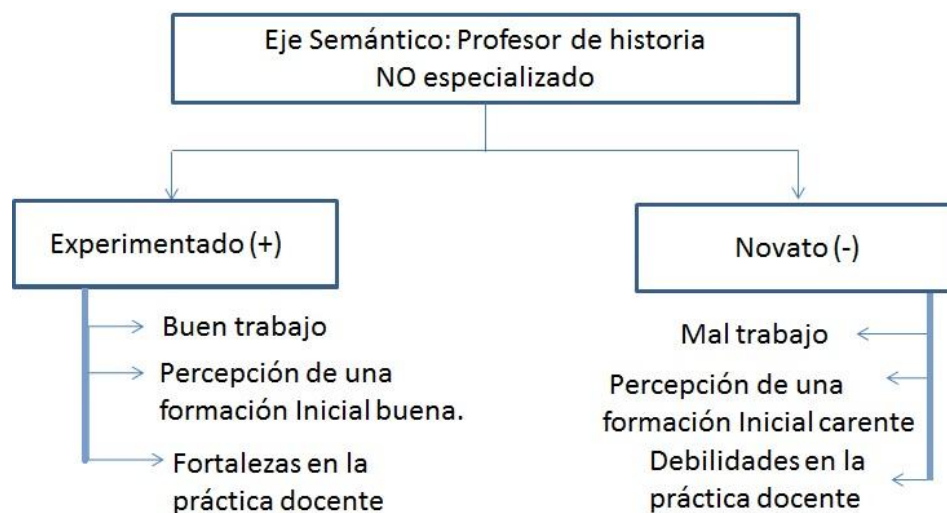 Eje Semántico: Profesor de historia
NO especializado
Experimentado (+)
Buen trabajo
Percepción de una
formación Inicial buena.
Fortalezas en la
práctica docente
Novato (-)
Mal trabajo
Percepción de una
formación Inicial carente
Debilidades en la
práctica docente